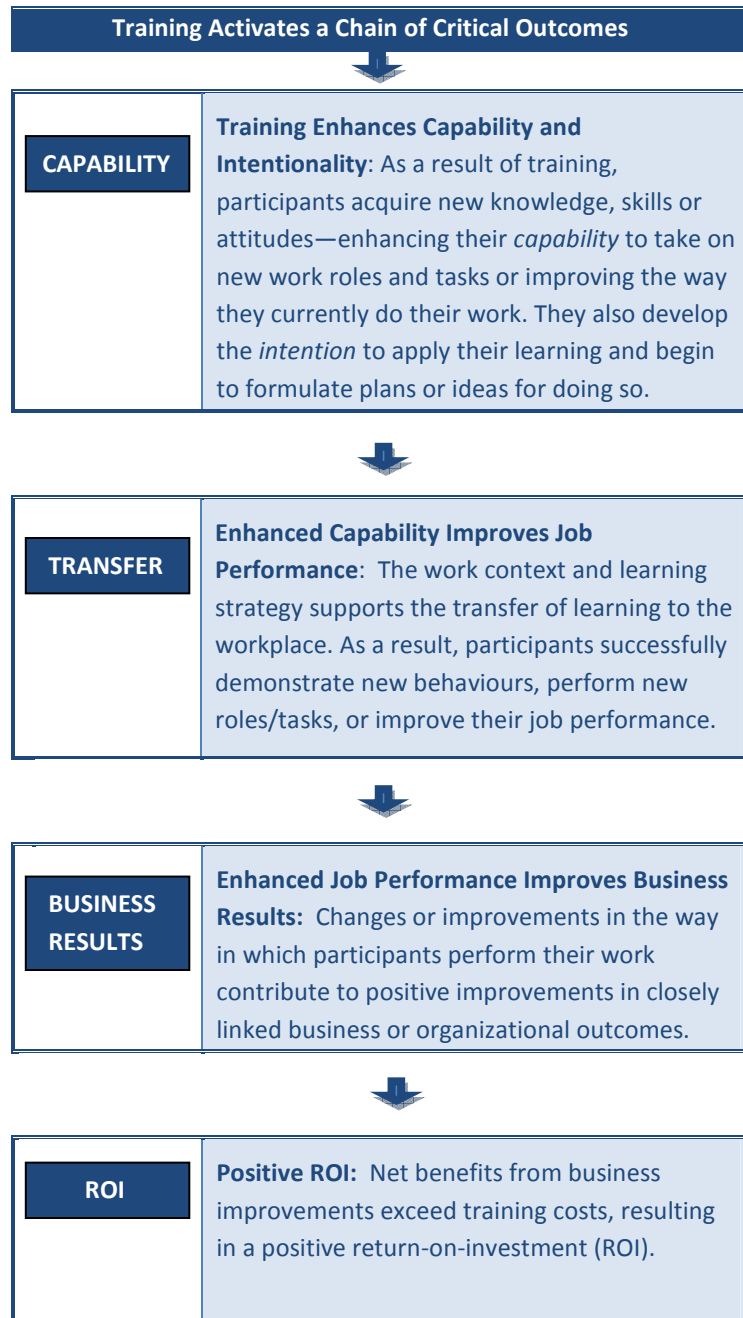 Training Activates a Chain of Critical Outcomes
CAPABILITY
Training Enhances Capability and
Intentionality: As a result of training,
participants acquire new knowledge, skills or
attitudes—enhancing their capability to take on
new work roles and tasks or improving the way
they currently do their work. They also develop
the intention to apply their learning and begin
to formulate plans or ideas for doing so.
TRANSFER
Enhanced Capability Improves Job
Performance: The work context and learning
strategy supports the transfer of learning to the
workplace. As a result, participants successfully
demonstrate new behaviours, perform new
roles/tasks, or improve their job performance.
BUSINESS
RESULTS
Enhanced Job Performance Improves Business
Results: Changes or improvements in the way
in which participants perform their work
contribute to positive improvements in closely
linked business or organizational outcomes.
ROI
Positive ROI: Net benefits from business
improvements exceed training costs, resulting
in a positive return-on-investment (ROI).